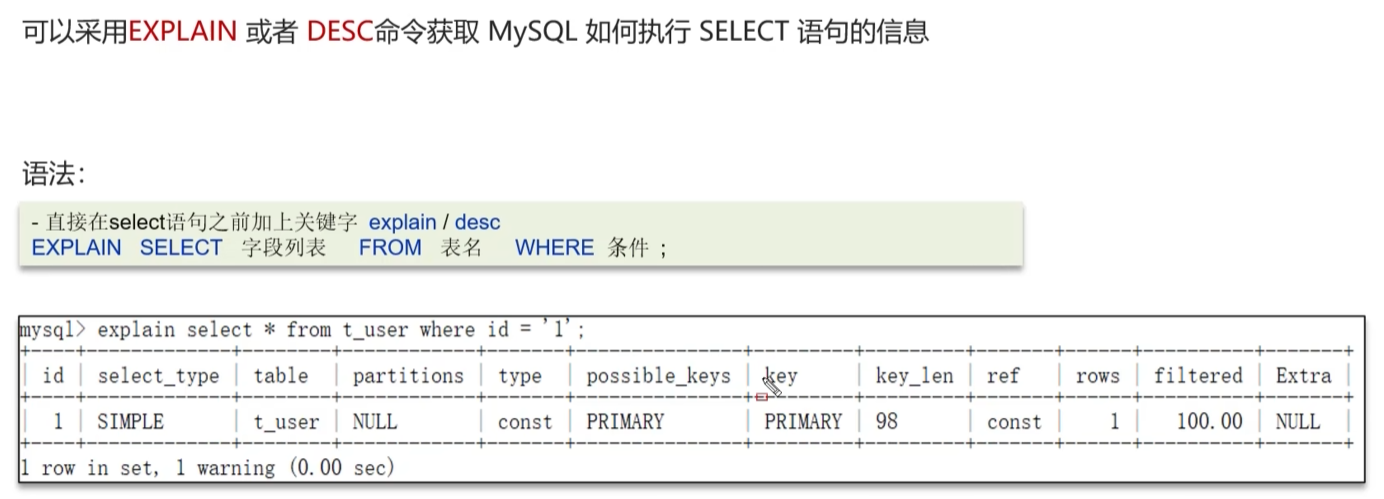 可以采用EXPLAIN 或者 DESC命令获取 MySQL 如何执行 SELECT 语句的信息
语法:
- 直接在select语句之前加上关键字 explain / desc
EXPLAIN SELECT 字段列表 FROM 表名 WHERE 条件 ;
mysql> explain select * from t_user where id = '1';
+----+-------------+--------+------------+-------+---------------+---------+---------+-------+------+----------+-------+
| id | select_type | table | partitions | type | possible_keys | key | key_len | ref | rows | filtered | Extra |
+----+-------------+--------+------------+-------+---------------+---------+---------+-------+------+----------+-------+
| 1 | SIMPLE | t_user | NULL | const | PRIMARY | PRIMARY | 98 | const | 1 | 100.00 | NULL |
+----+-------------+--------+------------+-------+---------------+---------+---------+-------+------+----------+-------+
1 row in set, 1 warning (0.00 sec)